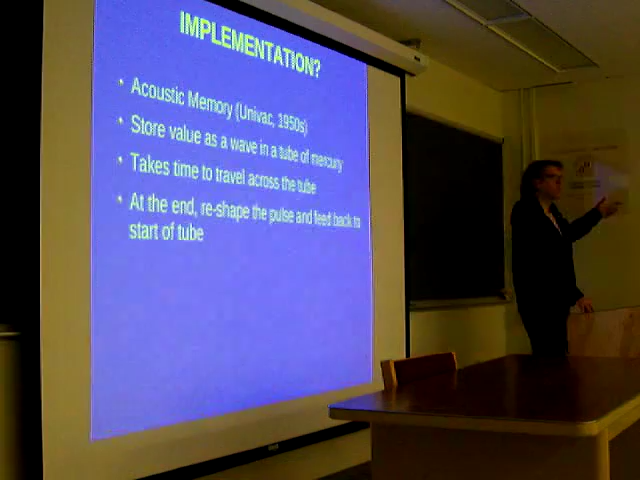 IMPLEMENTATION?
• Acoustic Memory (Univac, 1950s)
• Store value as a wave in a tube of mercury
• Takes time to travel across the tube
• At the end, re-shape the pulse and feed back to
start of tube